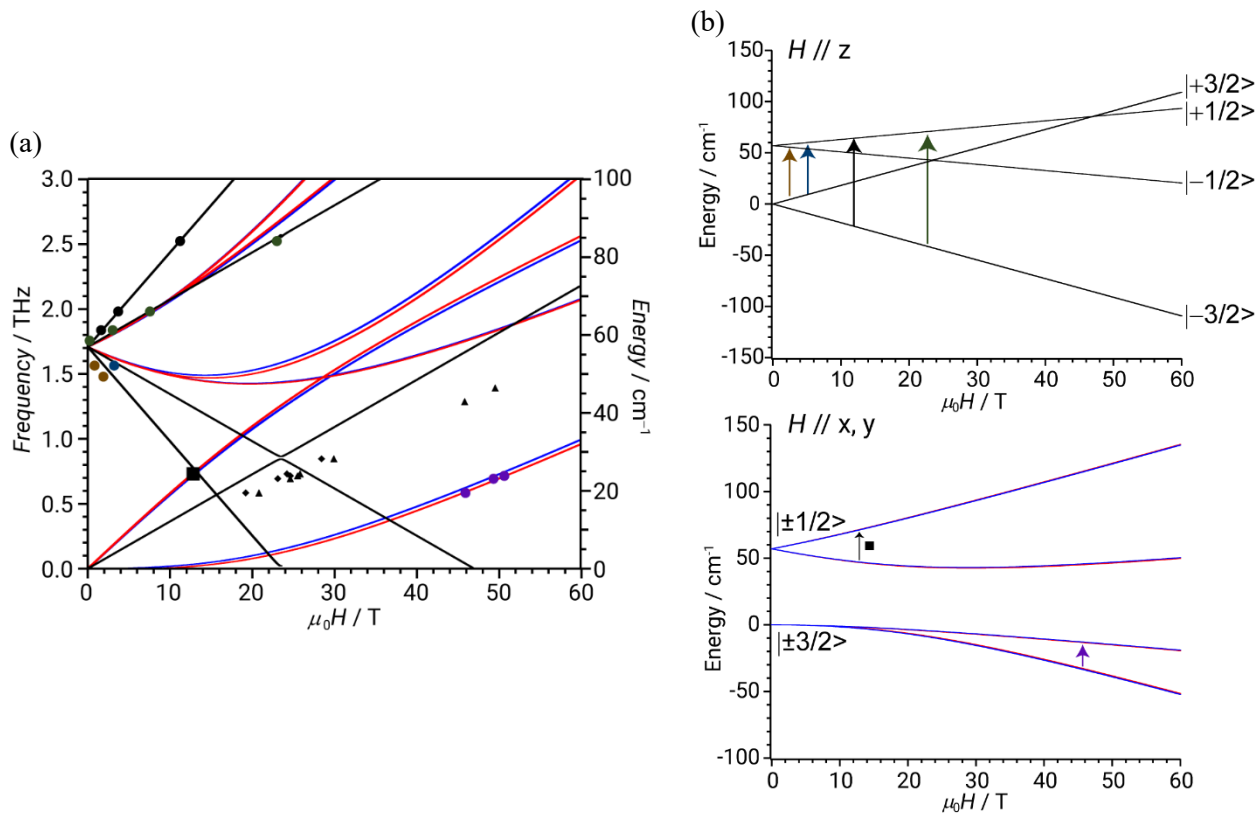 (a)
Frequency / THz
3.0
2.5
2.0
1.5
1.0
0.5
0.0
100
80
60
40
20
0
Energy / cm⁻¹
0 10 20 30 40 50 60
μ₀H / T
(b)
H // z
Energy / cm⁻¹
150
100
50
0
-50
-100
-150
|+3/2>
|+1/2>
|−1/2>
|−3/2>
0 10 20 30 40 50 60
μ₀H / T
H // x, y
Energy / cm⁻¹
150
100
50
0
-50
-100
|±1/2>
|±3/2>
0 10 20 30 40 50 60
μ₀H / T